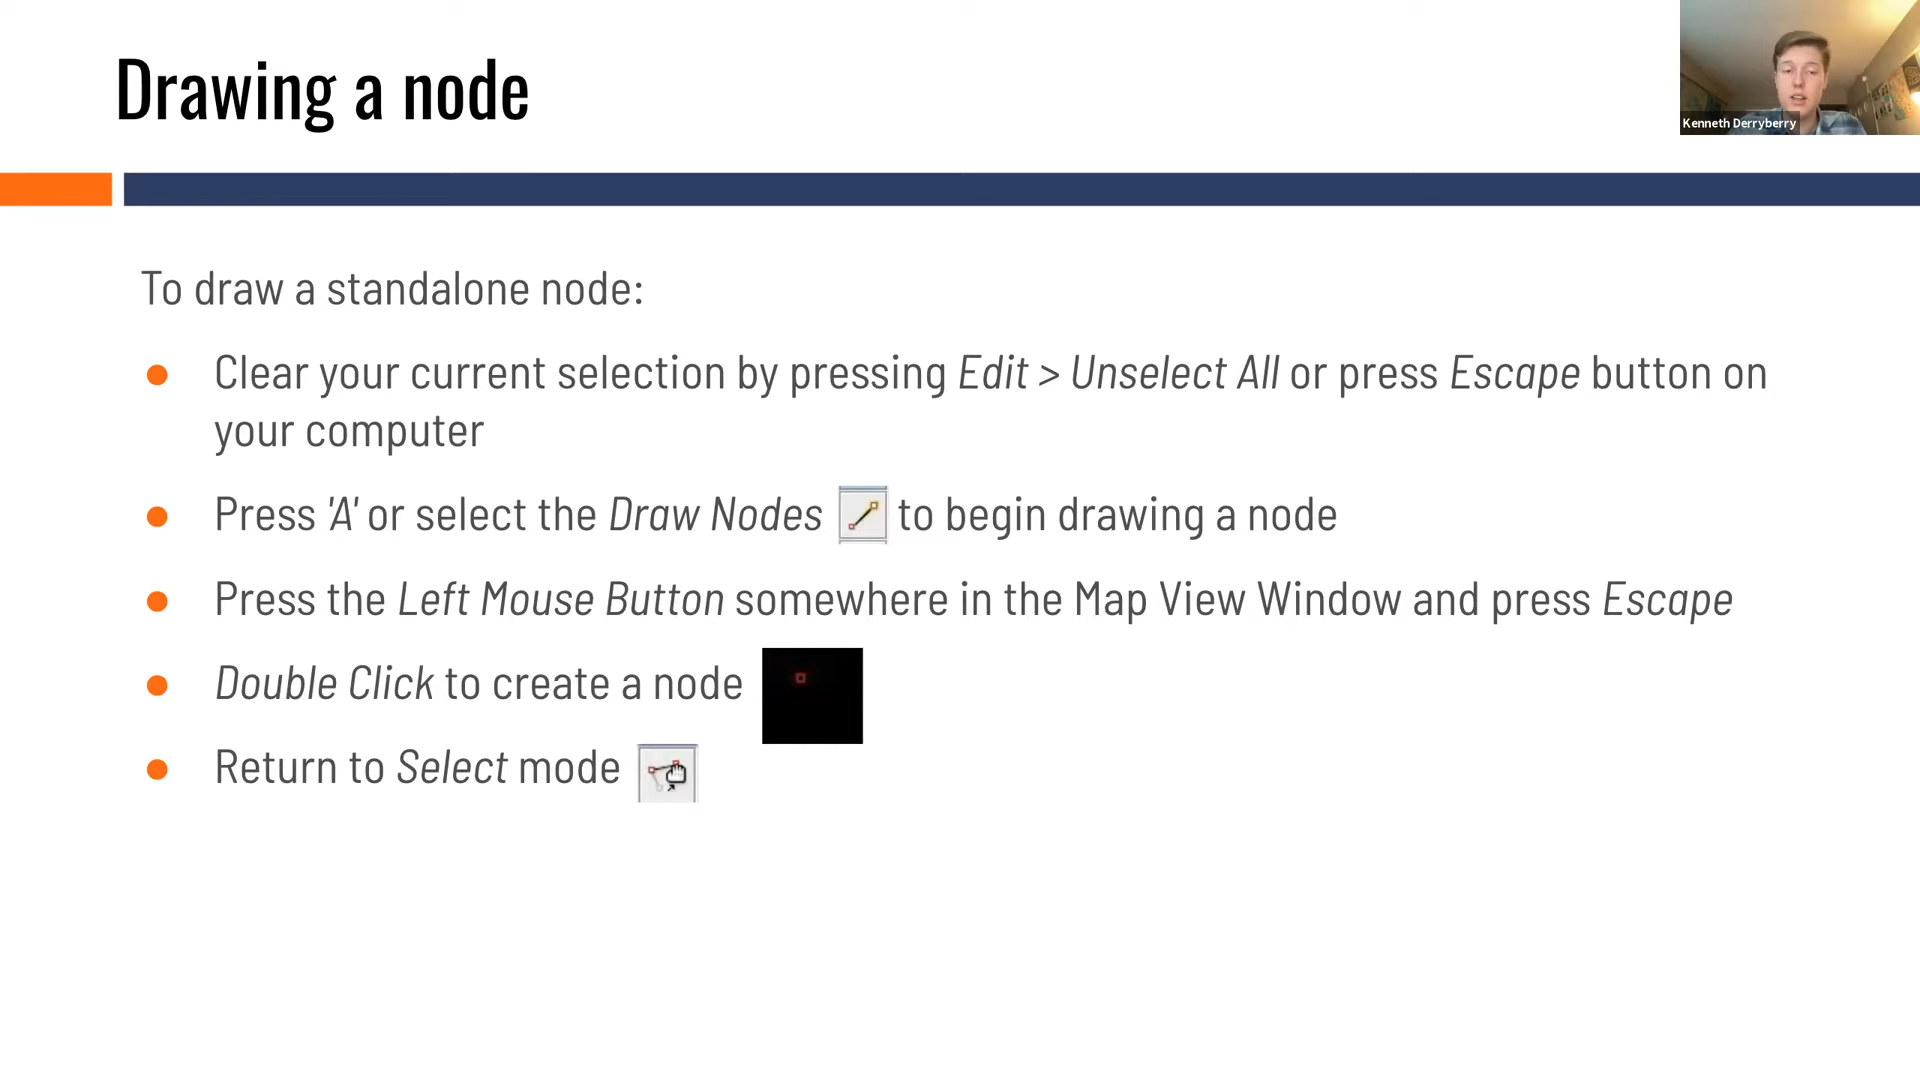 Drawing a node
Kenneth Derryberry
To draw a standalone node:
● Clear your current selection by pressing Edit > Unselect All or press Escape button on
your computer
● Press 'A' or select the Draw Nodes to begin drawing a node
● Press the Left Mouse Button somewhere in the Map View Window and press Escape
● Double Click to create a node
● Return to Select mode